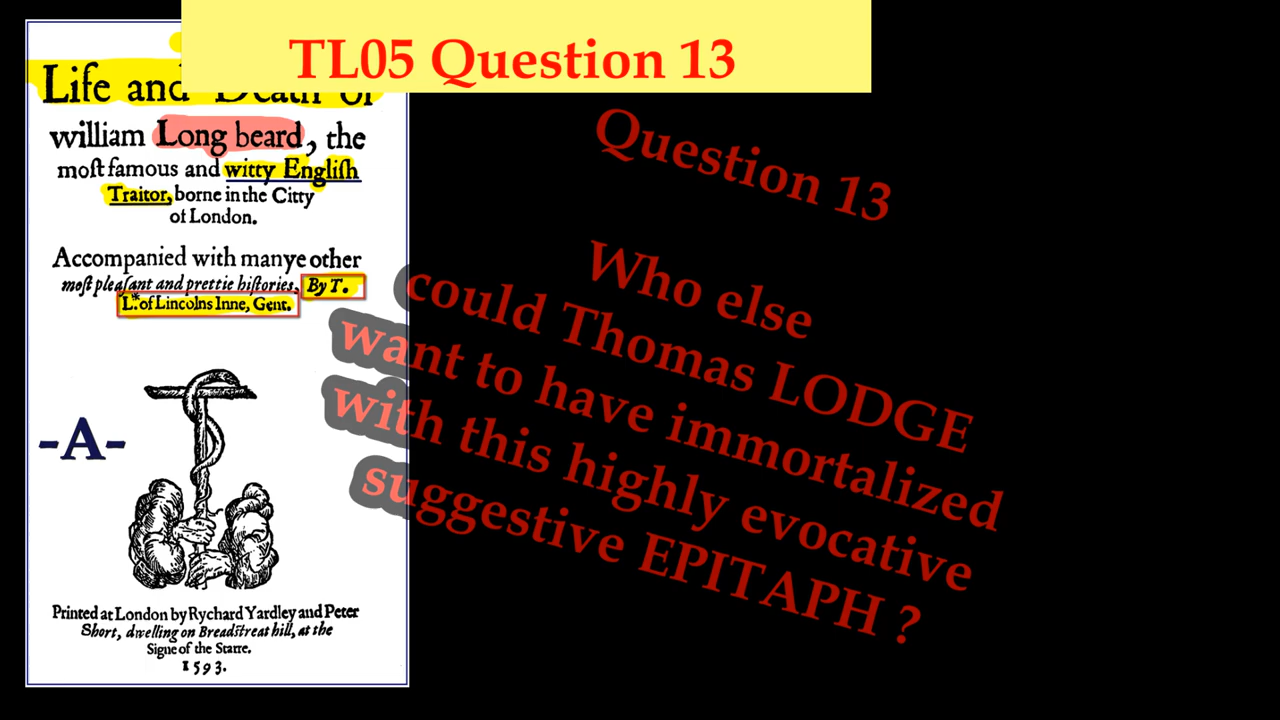 TL05 Question 13
Life and Death of
william Long beard, the
moſt famous and witty Engliſh
Traitor, borne in the Citty
of London.
Accompanied with manye other
moſt pleaſant and prettie hiſtories, By T.
L.* of Lincolns Inne, Gent.
-A-
Printed at London by Rychard Yardley and Peter
Short, dwelling on Breadſtreat hill, at the
Signe of the Starre.
1593.
Question 13
Who else
could Thomas LODGE
want to have immortalized
with this highly evocative
suggestive EPITAPH ?